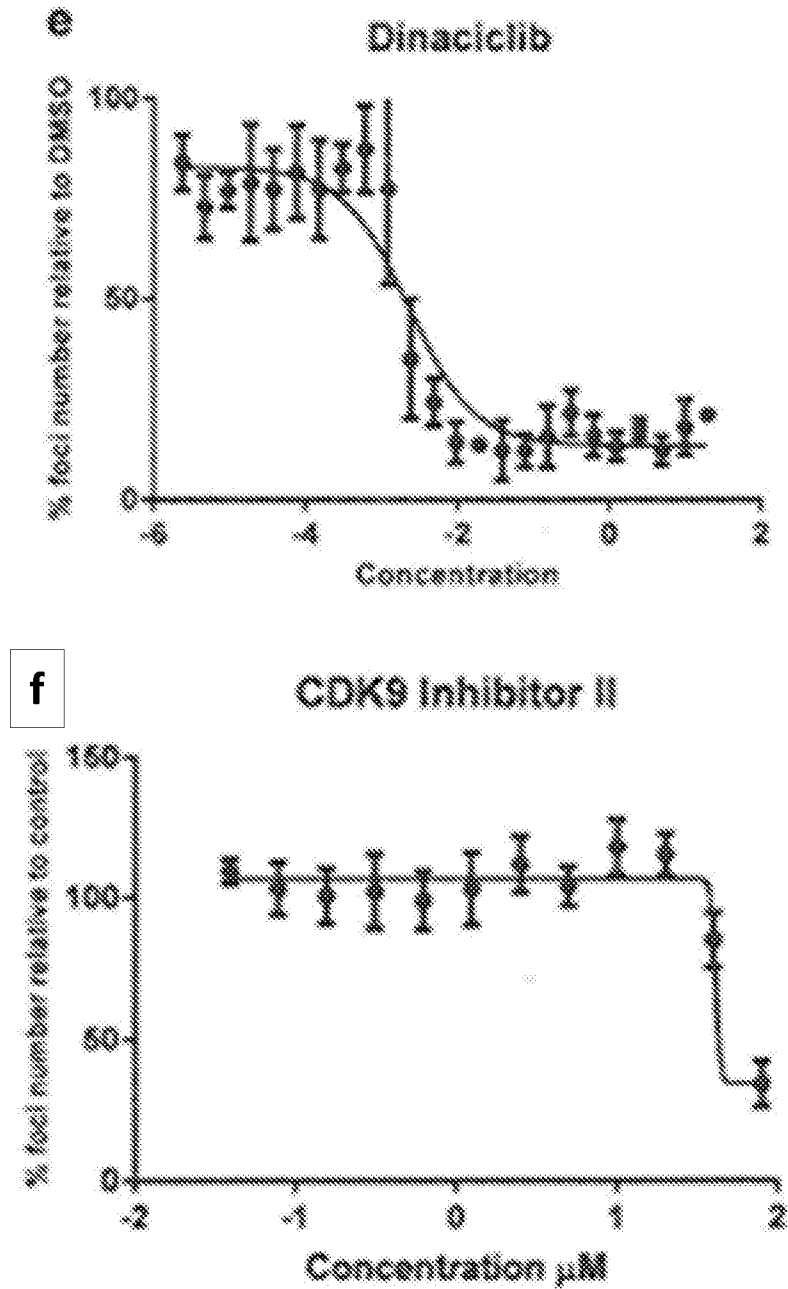 e
Dinaciclib
% foci number relative to DMSO
100
50
0
-6 -4 -2 0 2
Concentration
f
CDK9 Inhibitor II
% foci number relative to control
150
100
50
0
-2 -1 0 1 2
Concentration µM